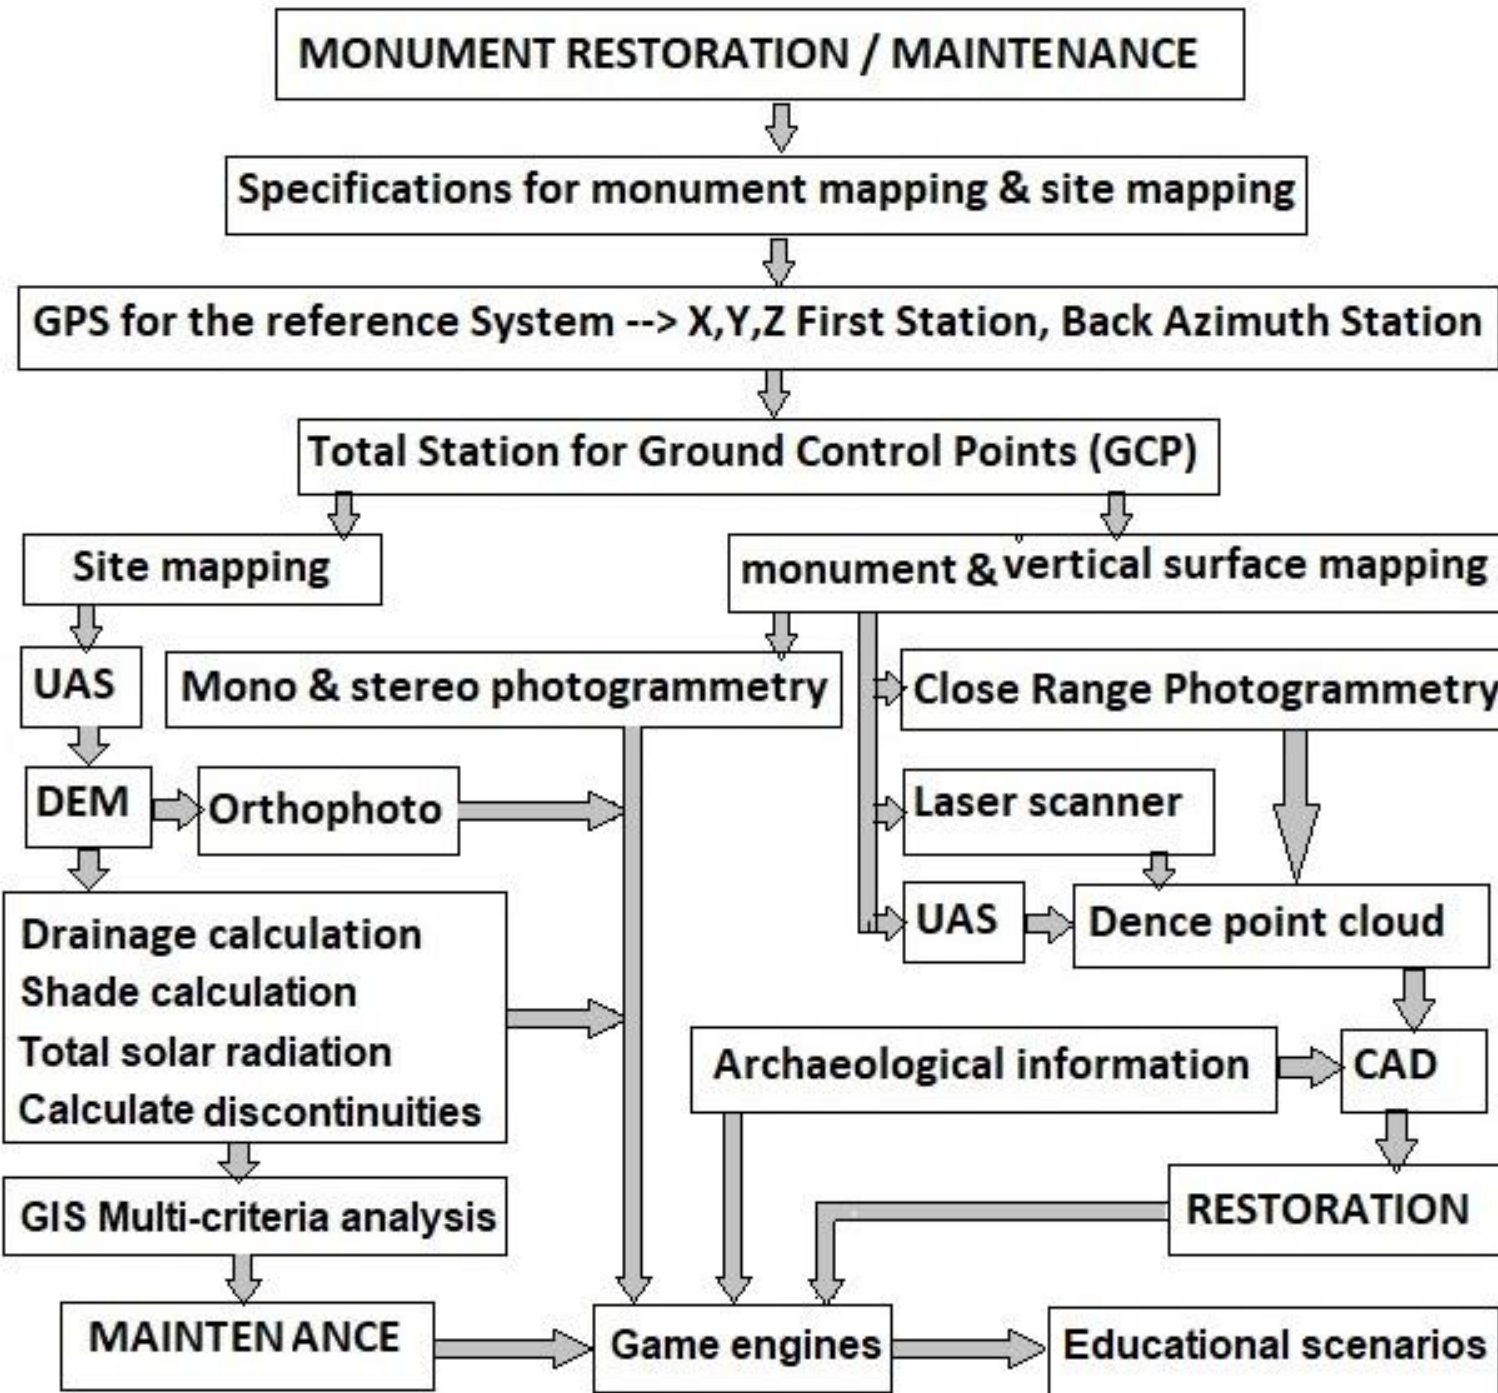 MONUMENT RESTORATION / MAINTENANCE
Specifications for monument mapping & site mapping
GPS for the reference System --> X,Y,Z First Station, Back Azimuth Station
Total Station for Ground Control Points (GCP)
Site mapping
monument & vertical surface mapping
UAS
Mono & stereo photogrammetry
Close Range Photogrammetry
DEM
Orthophoto
Laser scanner
UAS
Dence point cloud
Drainage calculation
Shade calculation
Total solar radiation
Calculate discontinuities
Archaeological information
CAD
GIS Multi-criteria analysis
RESTORATION
MAINTENANCE
Game engines
Educational scenarios